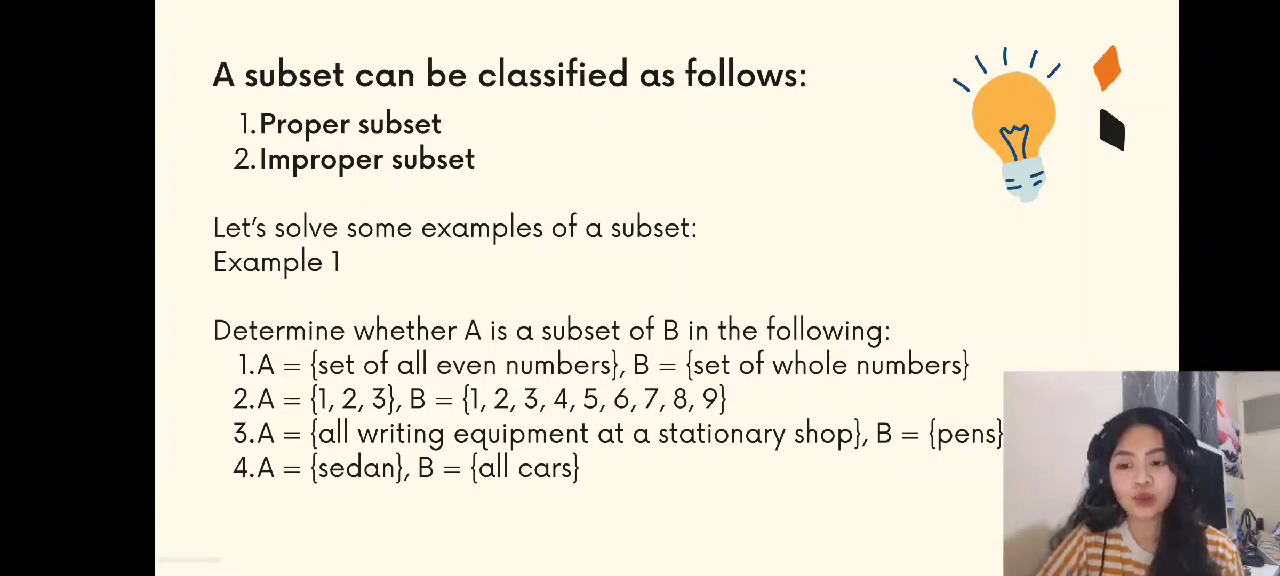 A subset can be classified as follows:
1. Proper subset
2. Improper subset
Let's solve some examples of a subset:
Example 1
Determine whether A is a subset of B in the following:
1. A = {set of all even numbers}, B = {set of whole numbers}
2. A = {1, 2, 3}, B = {1, 2, 3, 4, 5, 6, 7, 8, 9}
3. A = {all writing equipment at a stationary shop}, B = {pens}
4. A = {sedan}, B = {all cars}